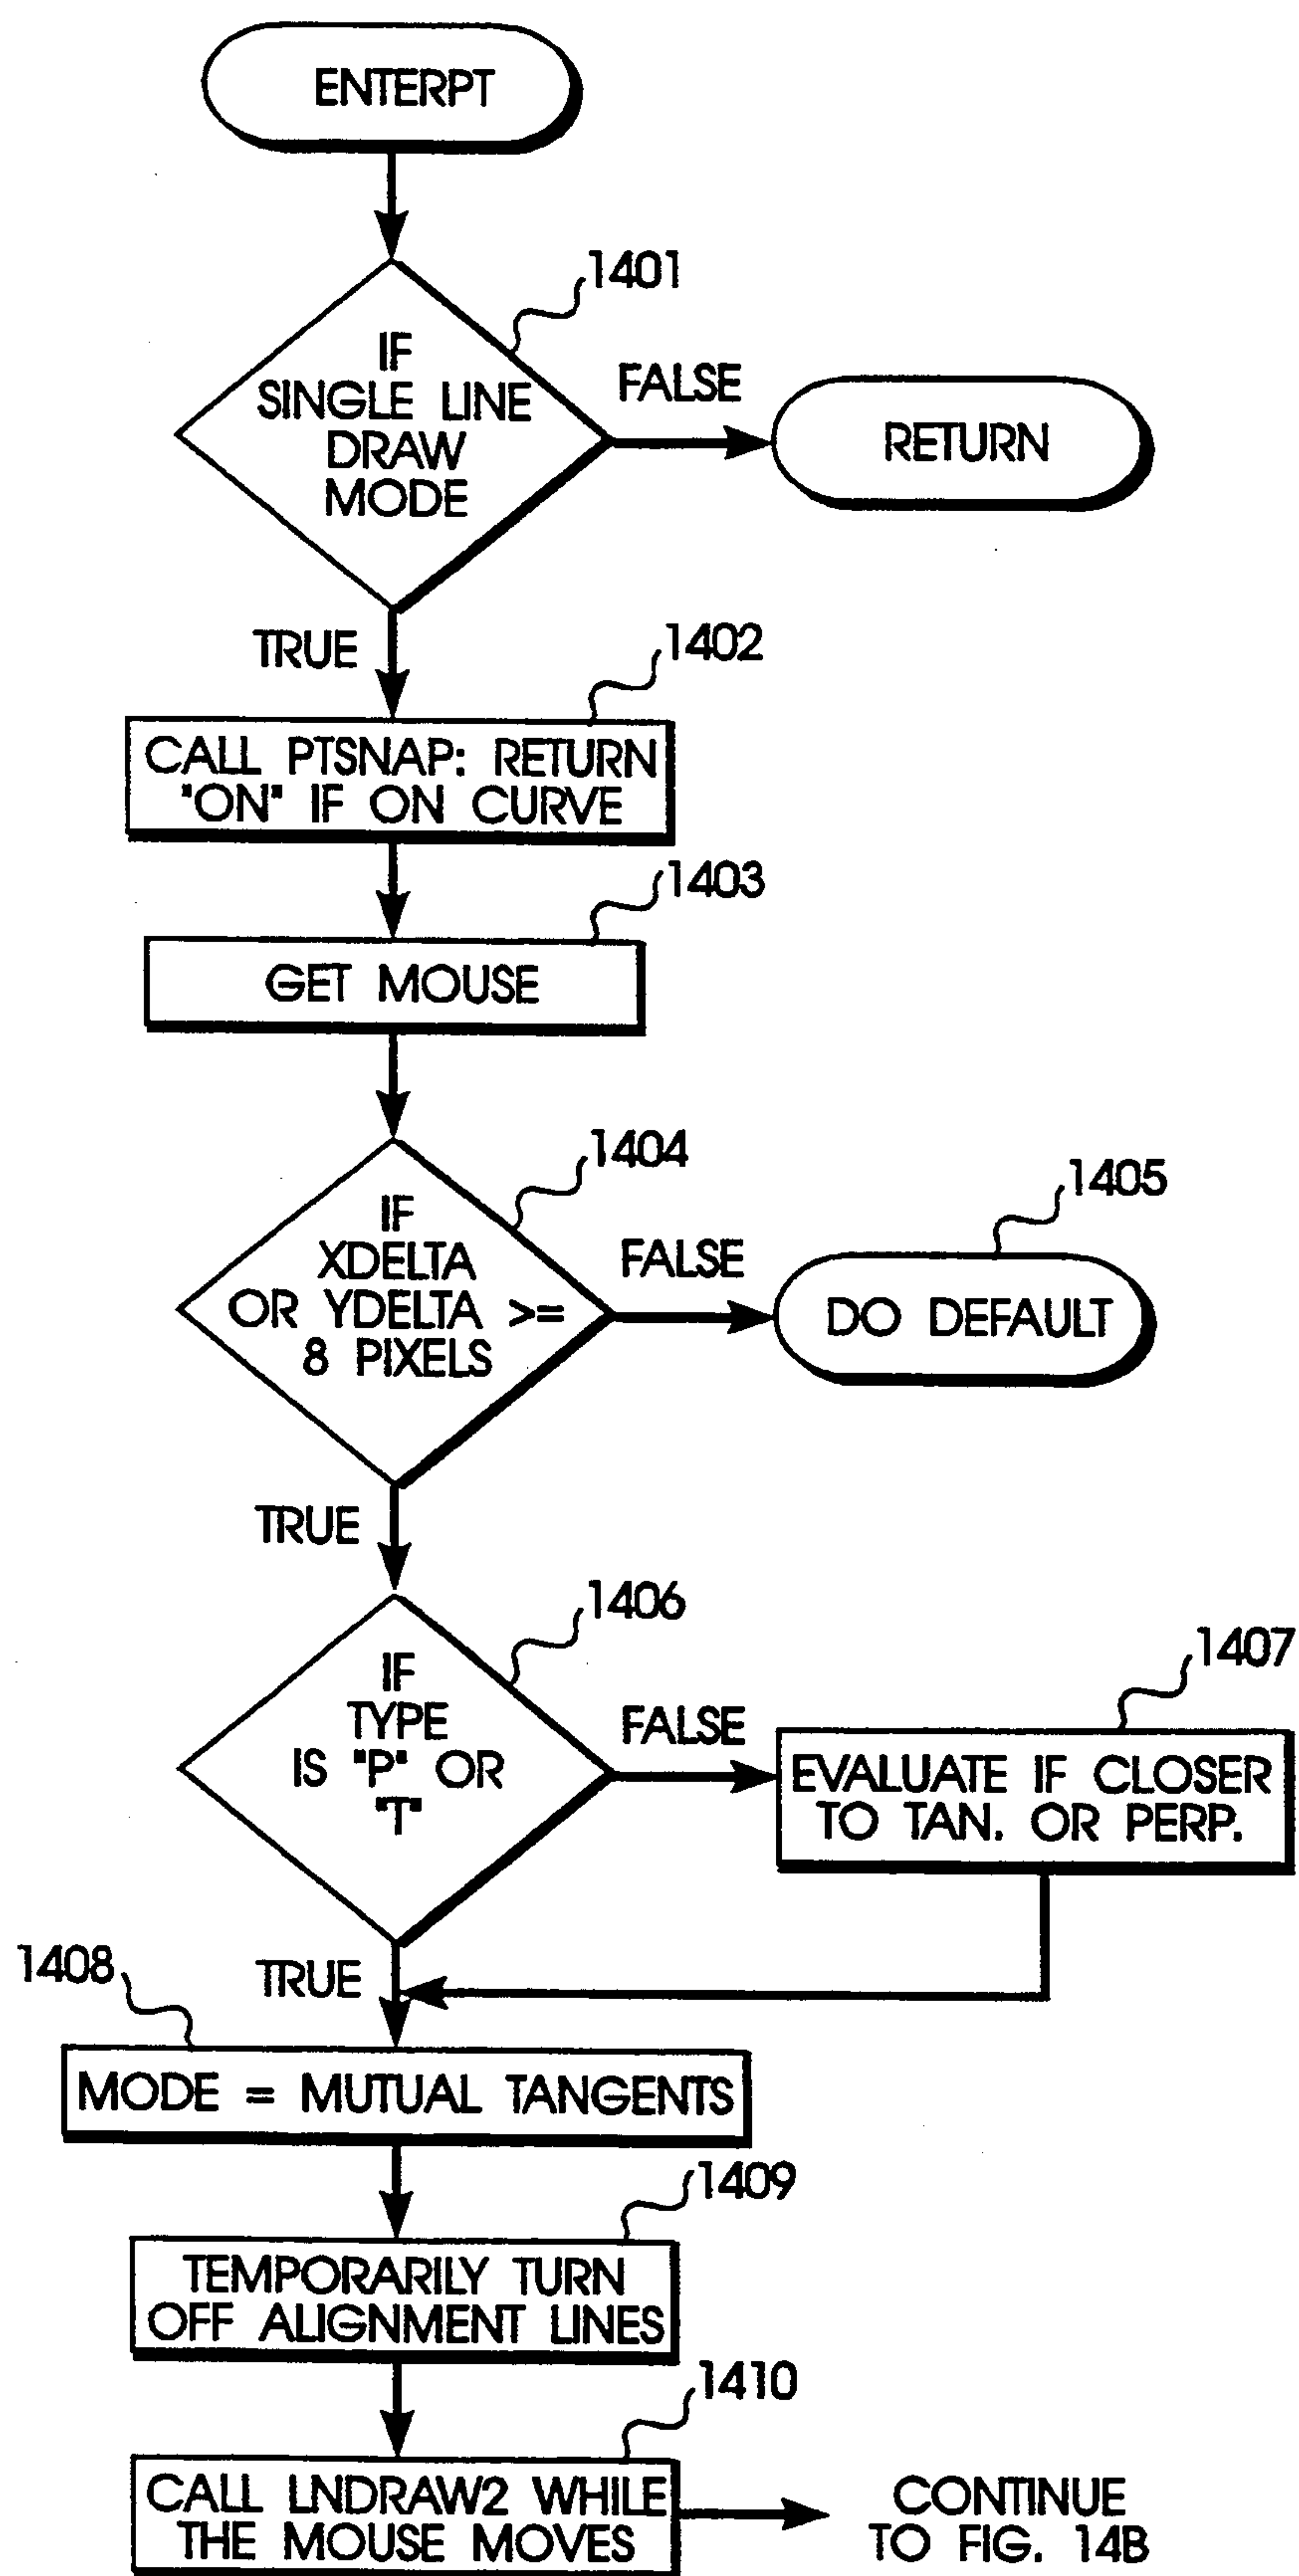 ENTERPT
1401
IF
SINGLE LINE
DRAW
MODE
FALSE
RETURN
TRUE
1402
CALL PTSNAP: RETURN
"ON" IF ON CURVE
1403
GET MOUSE
1404
IF
XDELTA
OR YDELTA >=
8 PIXELS
FALSE
1405
DO DEFAULT
TRUE
1406
IF
TYPE
IS "P" OR
"T"
FALSE
1407
EVALUATE IF CLOSER
TO TAN. OR PERP.
TRUE
1408
MODE = MUTUAL TANGENTS
1409
TEMPORARILY TURN
OFF ALIGNMENT LINES
1410
CALL LNDRAW2 WHILE
THE MOUSE MOVES
CONTINUE
TO FIG. 14B